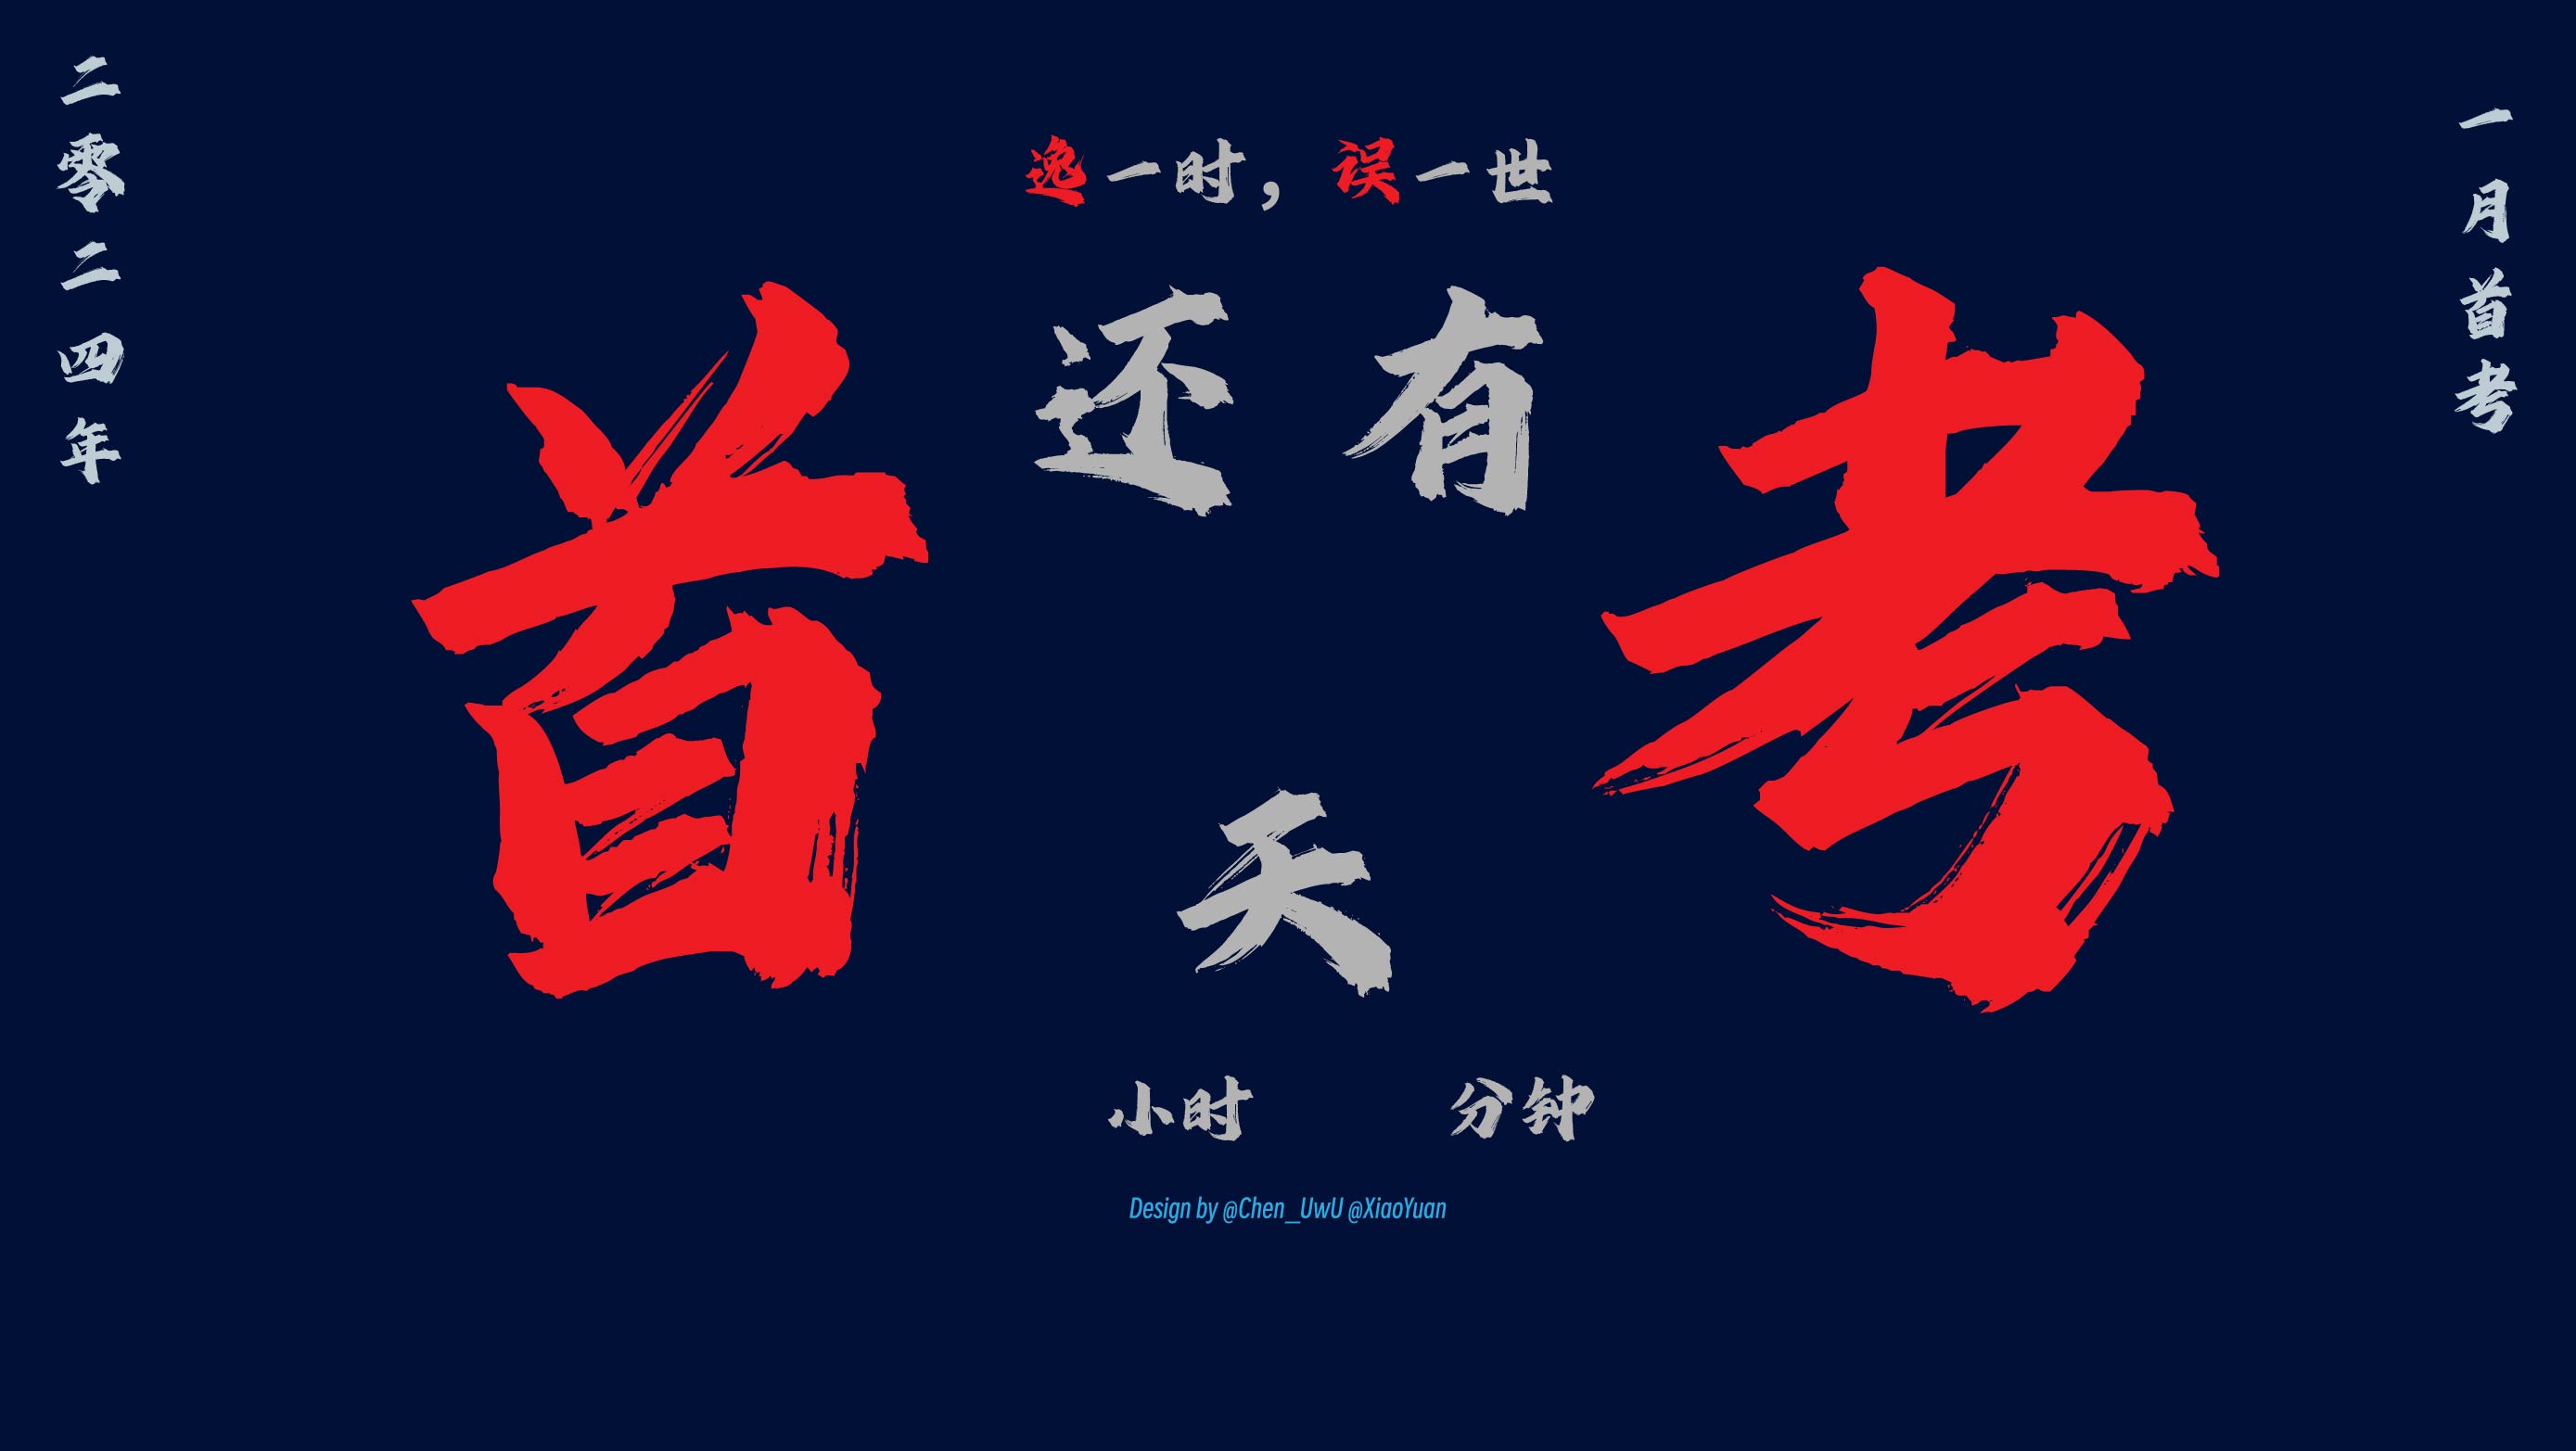 二零二四年
一月首考
逸一时，误一世
首考
还有
天
小时 分钟
Design by @Chen_UwU @XiaoYuan